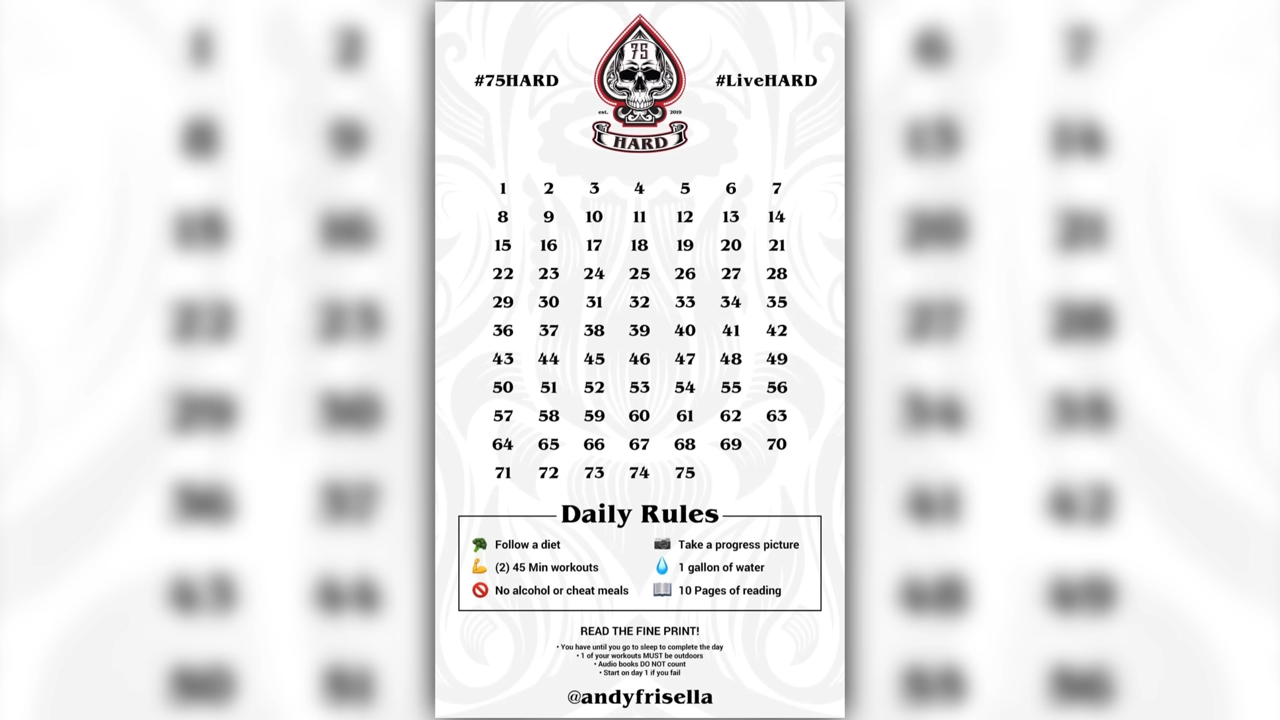 75
#75HARD
#LiveHARD
est. 2019
HARD
1 2 3 4 5 6 7
8 9 10 11 12 13 14
15 16 17 18 19 20 21
22 23 24 25 26 27 28
29 30 31 32 33 34 35
36 37 38 39 40 41 42
43 44 45 46 47 48 49
50 51 52 53 54 55 56
57 58 59 60 61 62 63
64 65 66 67 68 69 70
71 72 73 74 75
Daily Rules
Follow a diet
(2) 45 Min workouts
No alcohol or cheat meals
Take a progress picture
1 gallon of water
10 Pages of reading
READ THE FINE PRINT!
• You have until you go to sleep to complete the day
• 1 of your workouts MUST be outdoors
• Audio books DO NOT count
• Start on day 1 if you fail
@andyfrisella